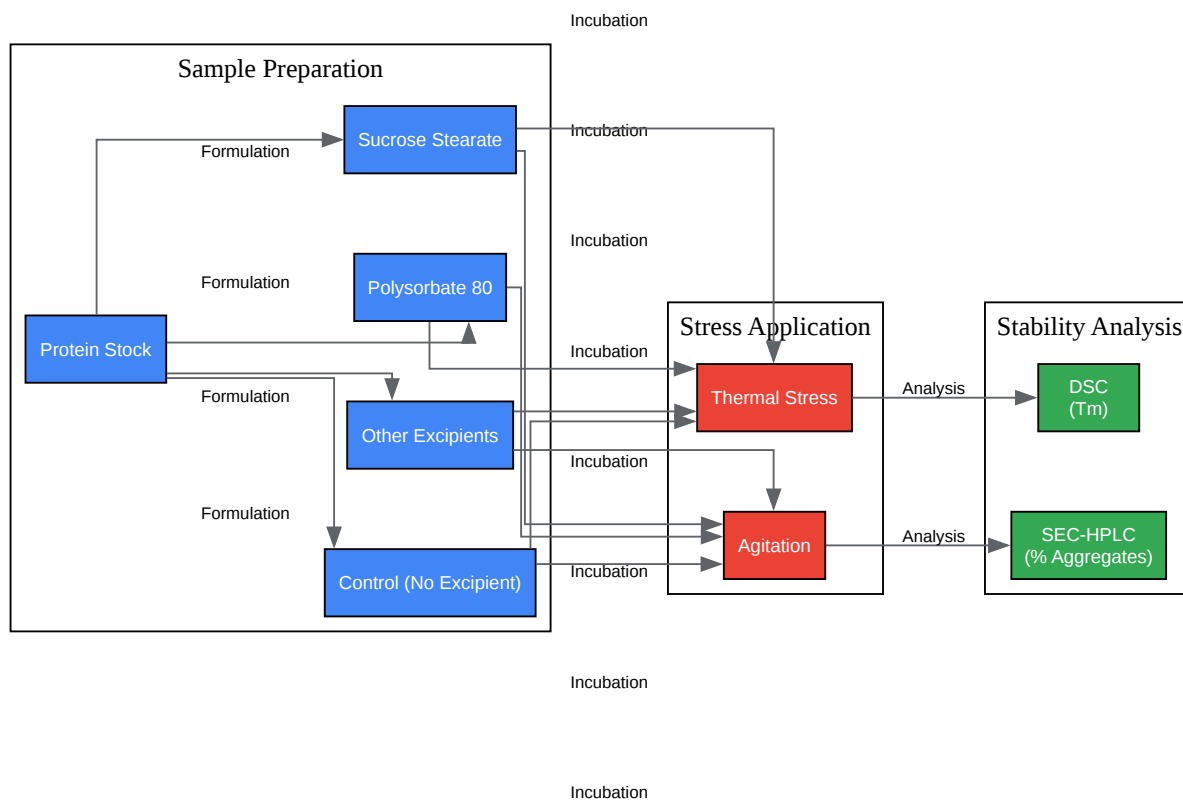 Incubation
Sample Preparation
Sucrose Stearate
Incubation
Formulation
Incubation
Formulation
Polysorbate 80
Stress Application
Stability Analysis
Protein Stock
Incubation
Formulation
Thermal Stress
Analysis
DSC
(Tm)
Other Excipients
Incubation
Formulation
Agitation
Analysis
SEC-HPLC
(% Aggregates)
Control (No Excipient)
Incubation
Incubation
Incubation